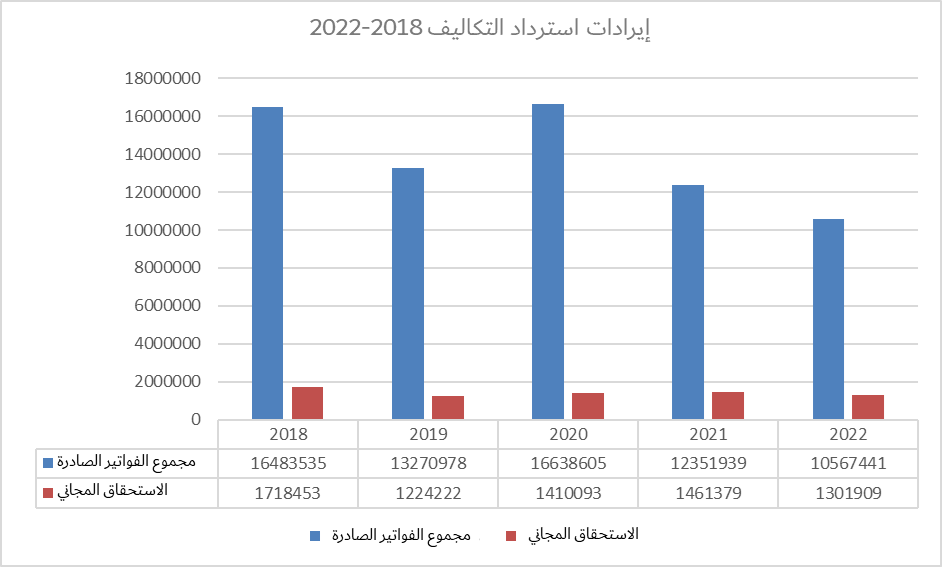 إيرادات استرداد التكاليف 2018-2022
18000000
16000000
14000000
12000000
10000000
8000000
6000000
4000000
2000000
0
2018 2019 2020 2021 2022
مجموع الفواتير الصادرة 16483535 13270978 16638605 12351939 10567441
الاستحقاق المجاني 1718453 1224222 1410093 1461379 1301909
مجموع الفواتير الصادرة الاستحقاق المجاني